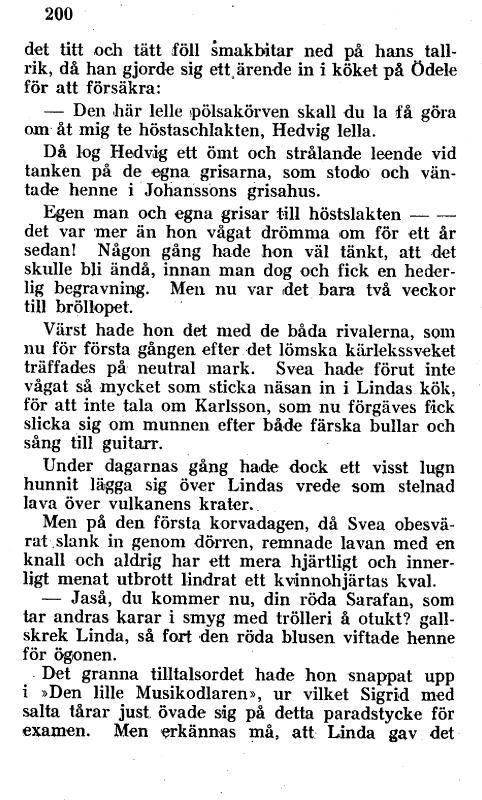 200
det titt och tätt föll smakbitar ned på hans tall-
rik, då han gjorde sig ett ärende in i köket på Ödele
för att försäkra:
— Den här lelle pölsakörven skall du la få göra
om åt mig te höstaschlakten, Hedvig lella.
Då log Hedvig ett ömt och strålande leende vid
tanken på de egna grisarna, som stodo och vän-
tade henne i Johanssons grisahus.
Egen man och egna grisar till höstslakten — —
det var mer än hon vågat drömma om för ett år
sedan! Någon gång hade hon väl tänkt, att det
skulle bli ändå, innan man dog och fick en heder-
lig begravning. Men nu var det bara två veckor
till bröllopet.
Värst hade hon det med de båda rivalerna, som
nu för första gången efter det lömska kärlekssveket
träffades på neutral mark. Svea hade förut inte
vågat så mycket som sticka näsan in i Lindas kök,
för att inte tala om Karlsson, som nu förgäves fick
slicka sig om munnen efter både färska bullar och
sång till guitarr.
Under dagarnas gång hade dock ett visst lugn
hunnit lägga sig över Lindas vrede som stelnad
lava över vulkanens krater.
Men på den första korvadagen, då Svea obesvä-
rat slank in genom dörren, remnade lavan med en
knall och aldrig har ett mera hjärtligt och inner-
ligt menat utbrott lindrat ett kvinnohjärtas kval.
— Jaså, du kommer nu, din röda Sarafan, som
tar andras karar i smyg med trölleri å otukt? gall-
skrek Linda, så fort den röda blusen viftade henne
för ögonen.
Det granna tilltalsordet hade hon snappat upp
i »Den lille Musikodlaren», ur vilket Sigrid med
salta tårar just övade sig på detta paradstycke för
examen. Men erkännas må, att Linda gav det